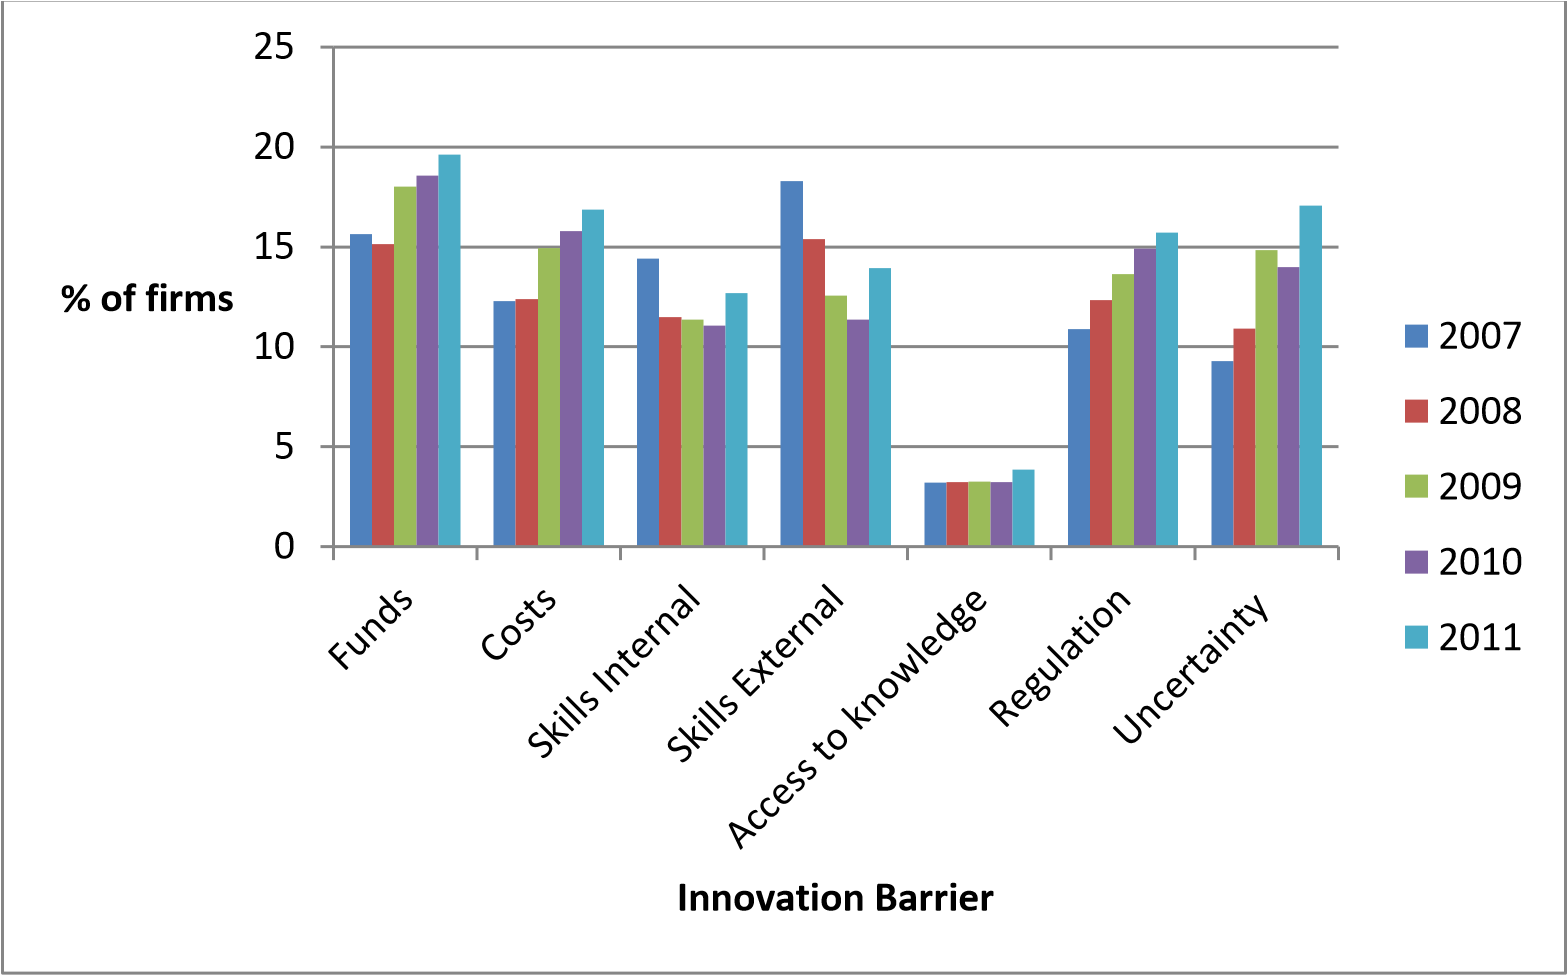 25
20
15
10
5
0
% of firms
Funds
Costs
Skills Internal
Skills External
Access to knowledge
Regulation
Uncertainty
Innovation Barrier
2007
2008
2009
2010
2011